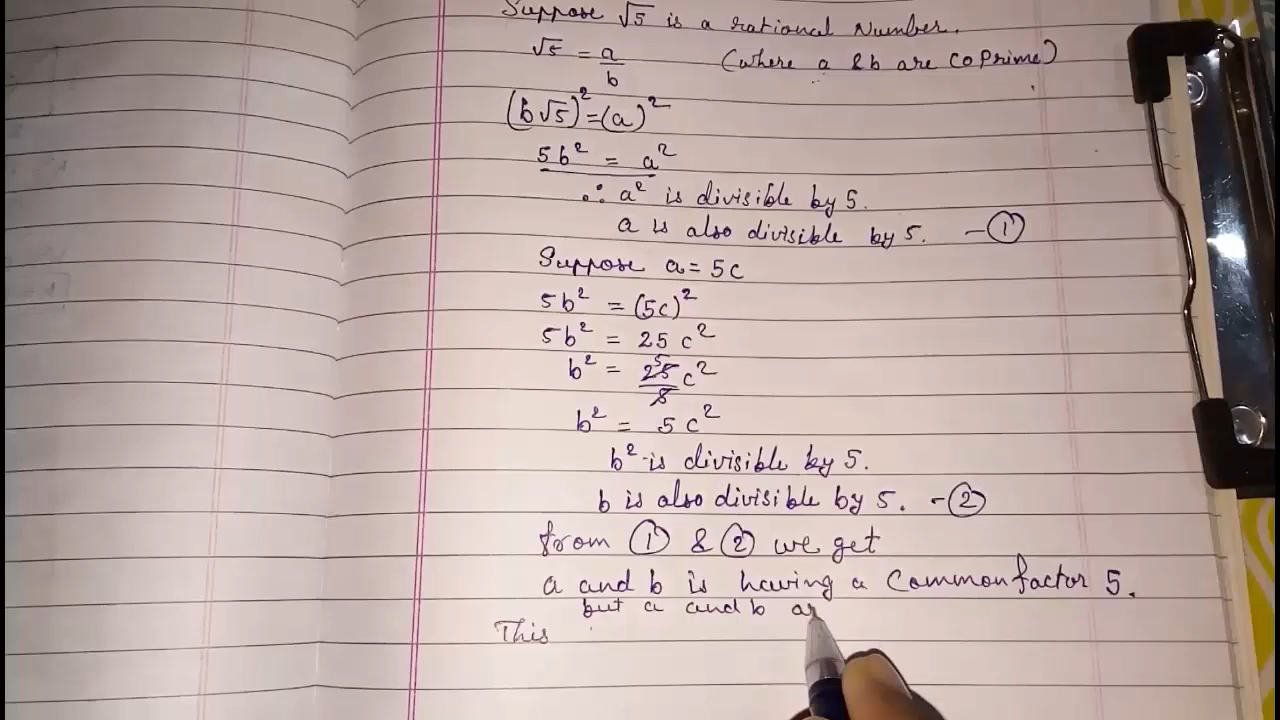 Suppose √5 is a rational Number.
√5 = a/b (where a & b are coprime)
(b√5)² = (a)²
5b² = a²
∴ a² is divisible by 5.
a is also divisible by 5. - ①
Suppose a = 5c
5b² = (5c)²
5b² = 25 c²
b² = 25/5 c² 5
b² = 5c²
b² is divisible by 5.
b is also divisible by 5. - ②
from ① & ② we get
a and b is having a Common factor 5.
but a and b a
This